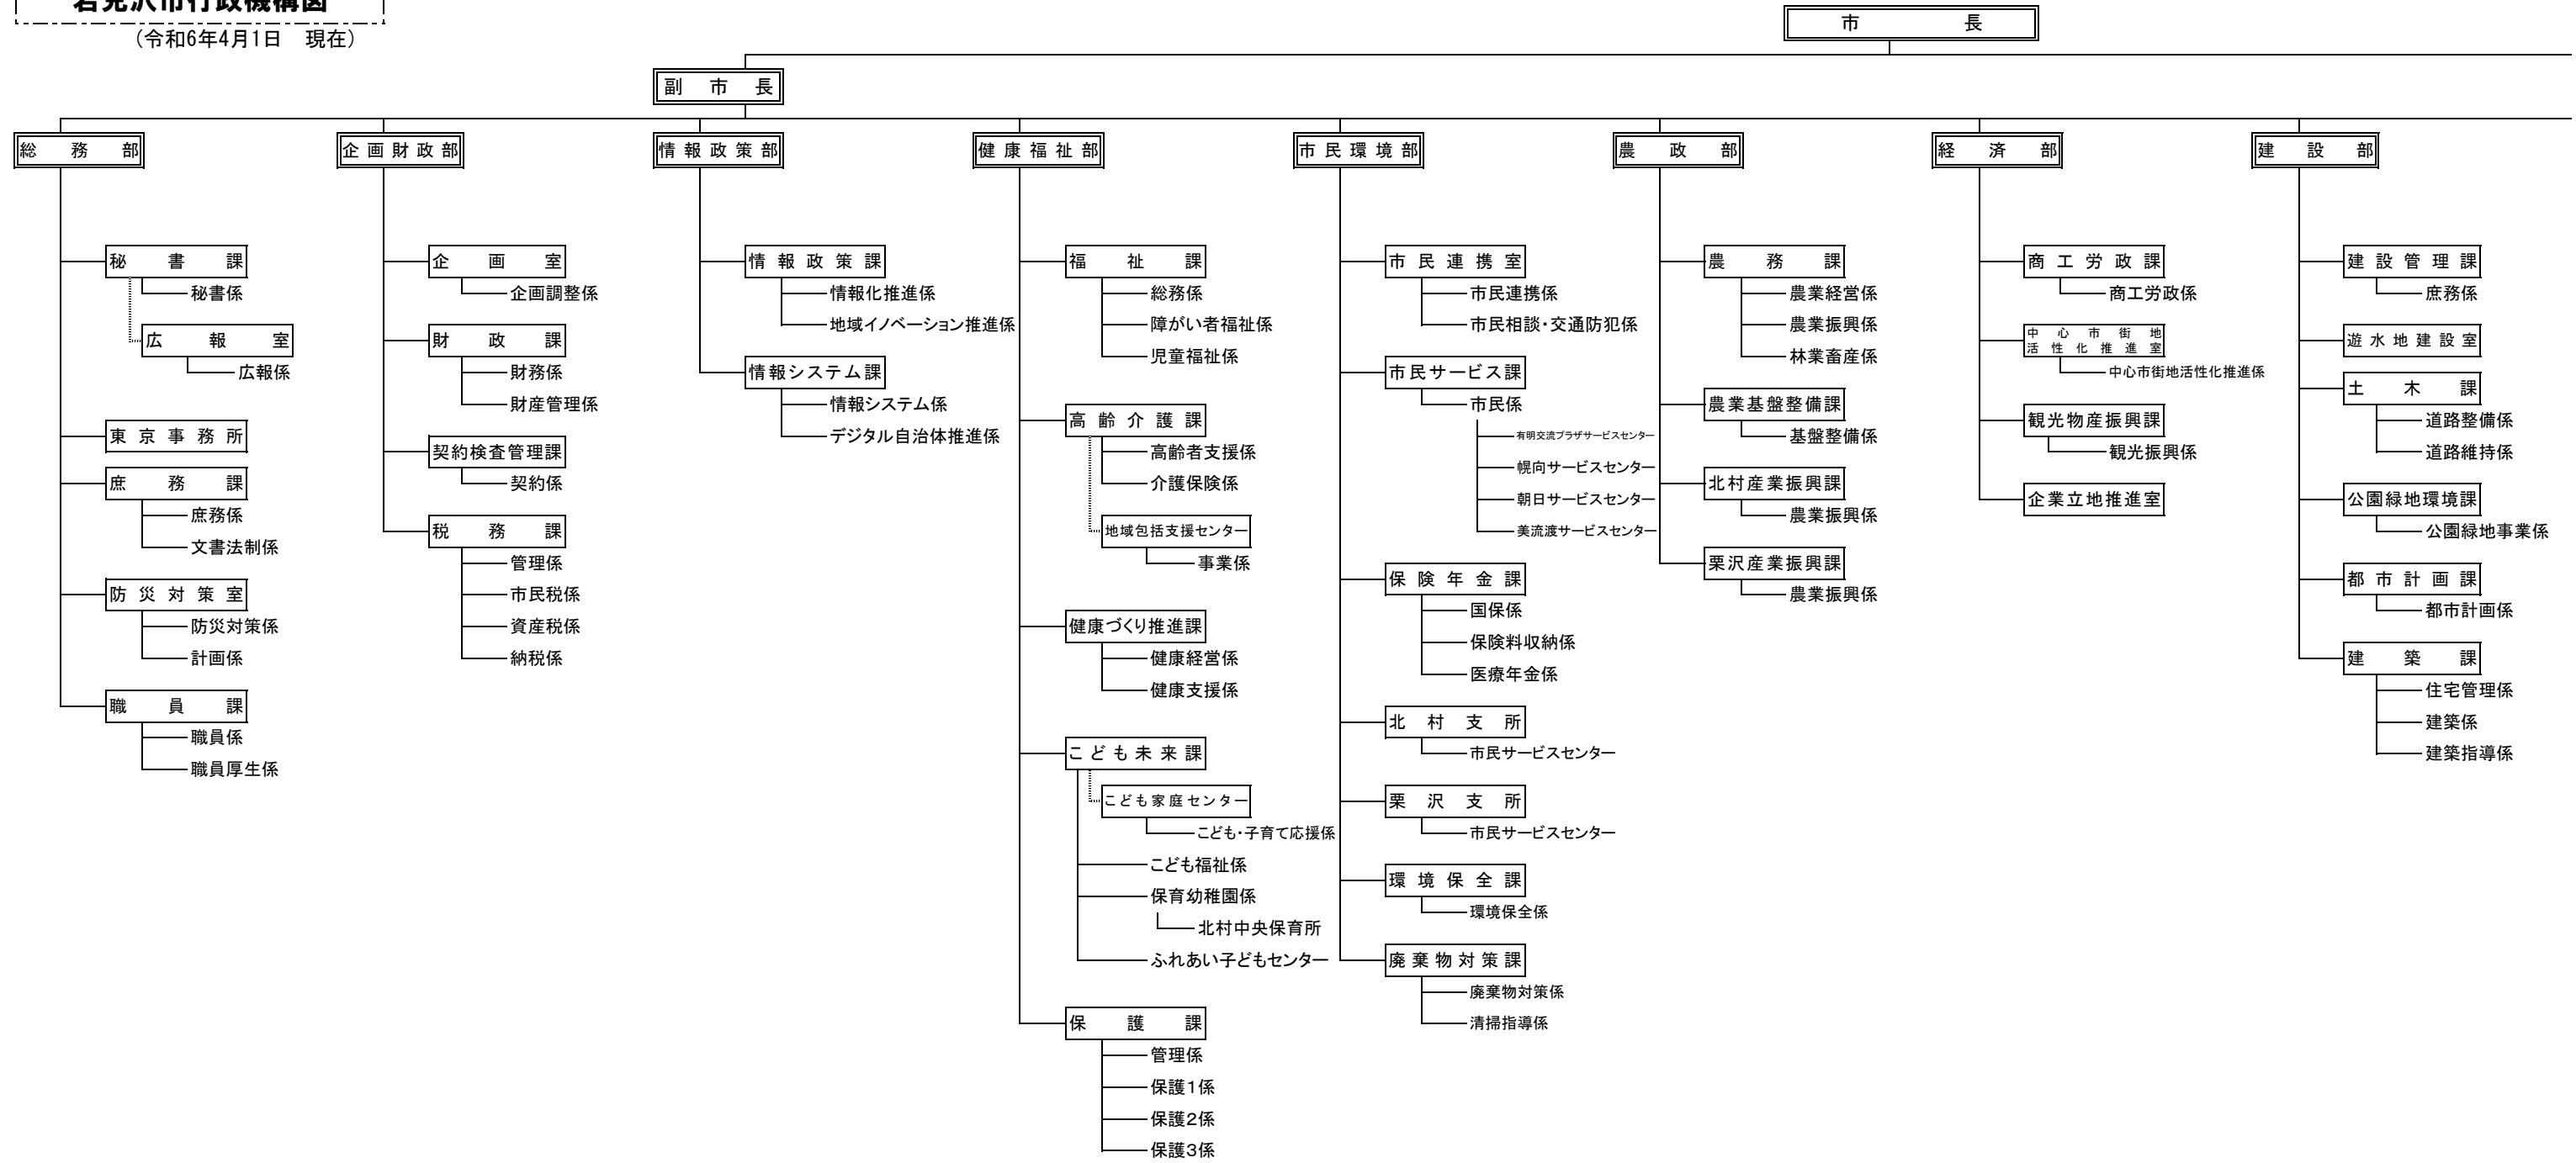 岩見沢市行政機構図
（令和6年4月1日　現在）
市長
副市長
総務部
秘書課
秘書係
広報室
広報係
東京事務所
庶務課
庶務係
文書法制係
防災対策室
防災対策係
計画係
職員課
職員係
職員厚生係
企画財政部
企画室
企画調整係
財政課
財務係
財産管理係
契約検査管理課
契約係
税務課
管理係
市民税係
資産税係
納税係
情報政策部
情報政策課
情報化推進係
地域イノベーション推進係
情報システム課
情報システム係
デジタル自治体推進係
健康福祉部
福祉課
総務係
障がい者福祉係
児童福祉係
高齢介護課
高齢者支援係
介護保険係
地域包括支援センター
事業係
健康づくり推進課
健康経営係
健康支援係
こども未来課
こども家庭センター
こども・子育て応援係
こども福祉係
保育幼稚園係
北村中央保育所
ふれあい子どもセンター
保護課
管理係
保護1係
保護2係
保護3係
市民環境部
市民連携室
市民連携係
市民相談・交通防犯係
市民サービス課
市民係
有明交流プラザサービスセンター
幌向サービスセンター
朝日サービスセンター
美流渡サービスセンター
保険年金課
国保係
保険料収納係
医療年金係
北村支所
市民サービスセンター
栗沢支所
市民サービスセンター
環境保全課
環境保全係
廃棄物対策課
廃棄物対策係
清掃指導係
農政部
農務課
農業経営係
農業振興係
林業畜産係
農業基盤整備課
基盤整備係
北村産業振興課
農業振興係
栗沢産業振興課
農業振興係
経済部
商工労政課
商工労政係
中心市街地
活性化推進室
中心市街地活性化推進係
観光物産振興課
観光振興係
企業立地推進室
建設部
建設管理課
庶務係
遊水地建設室
土木課
道路整備係
道路維持係
公園緑地環境課
公園緑地事業係
都市計画課
都市計画係
建築課
住宅管理係
建築係
建築指導係